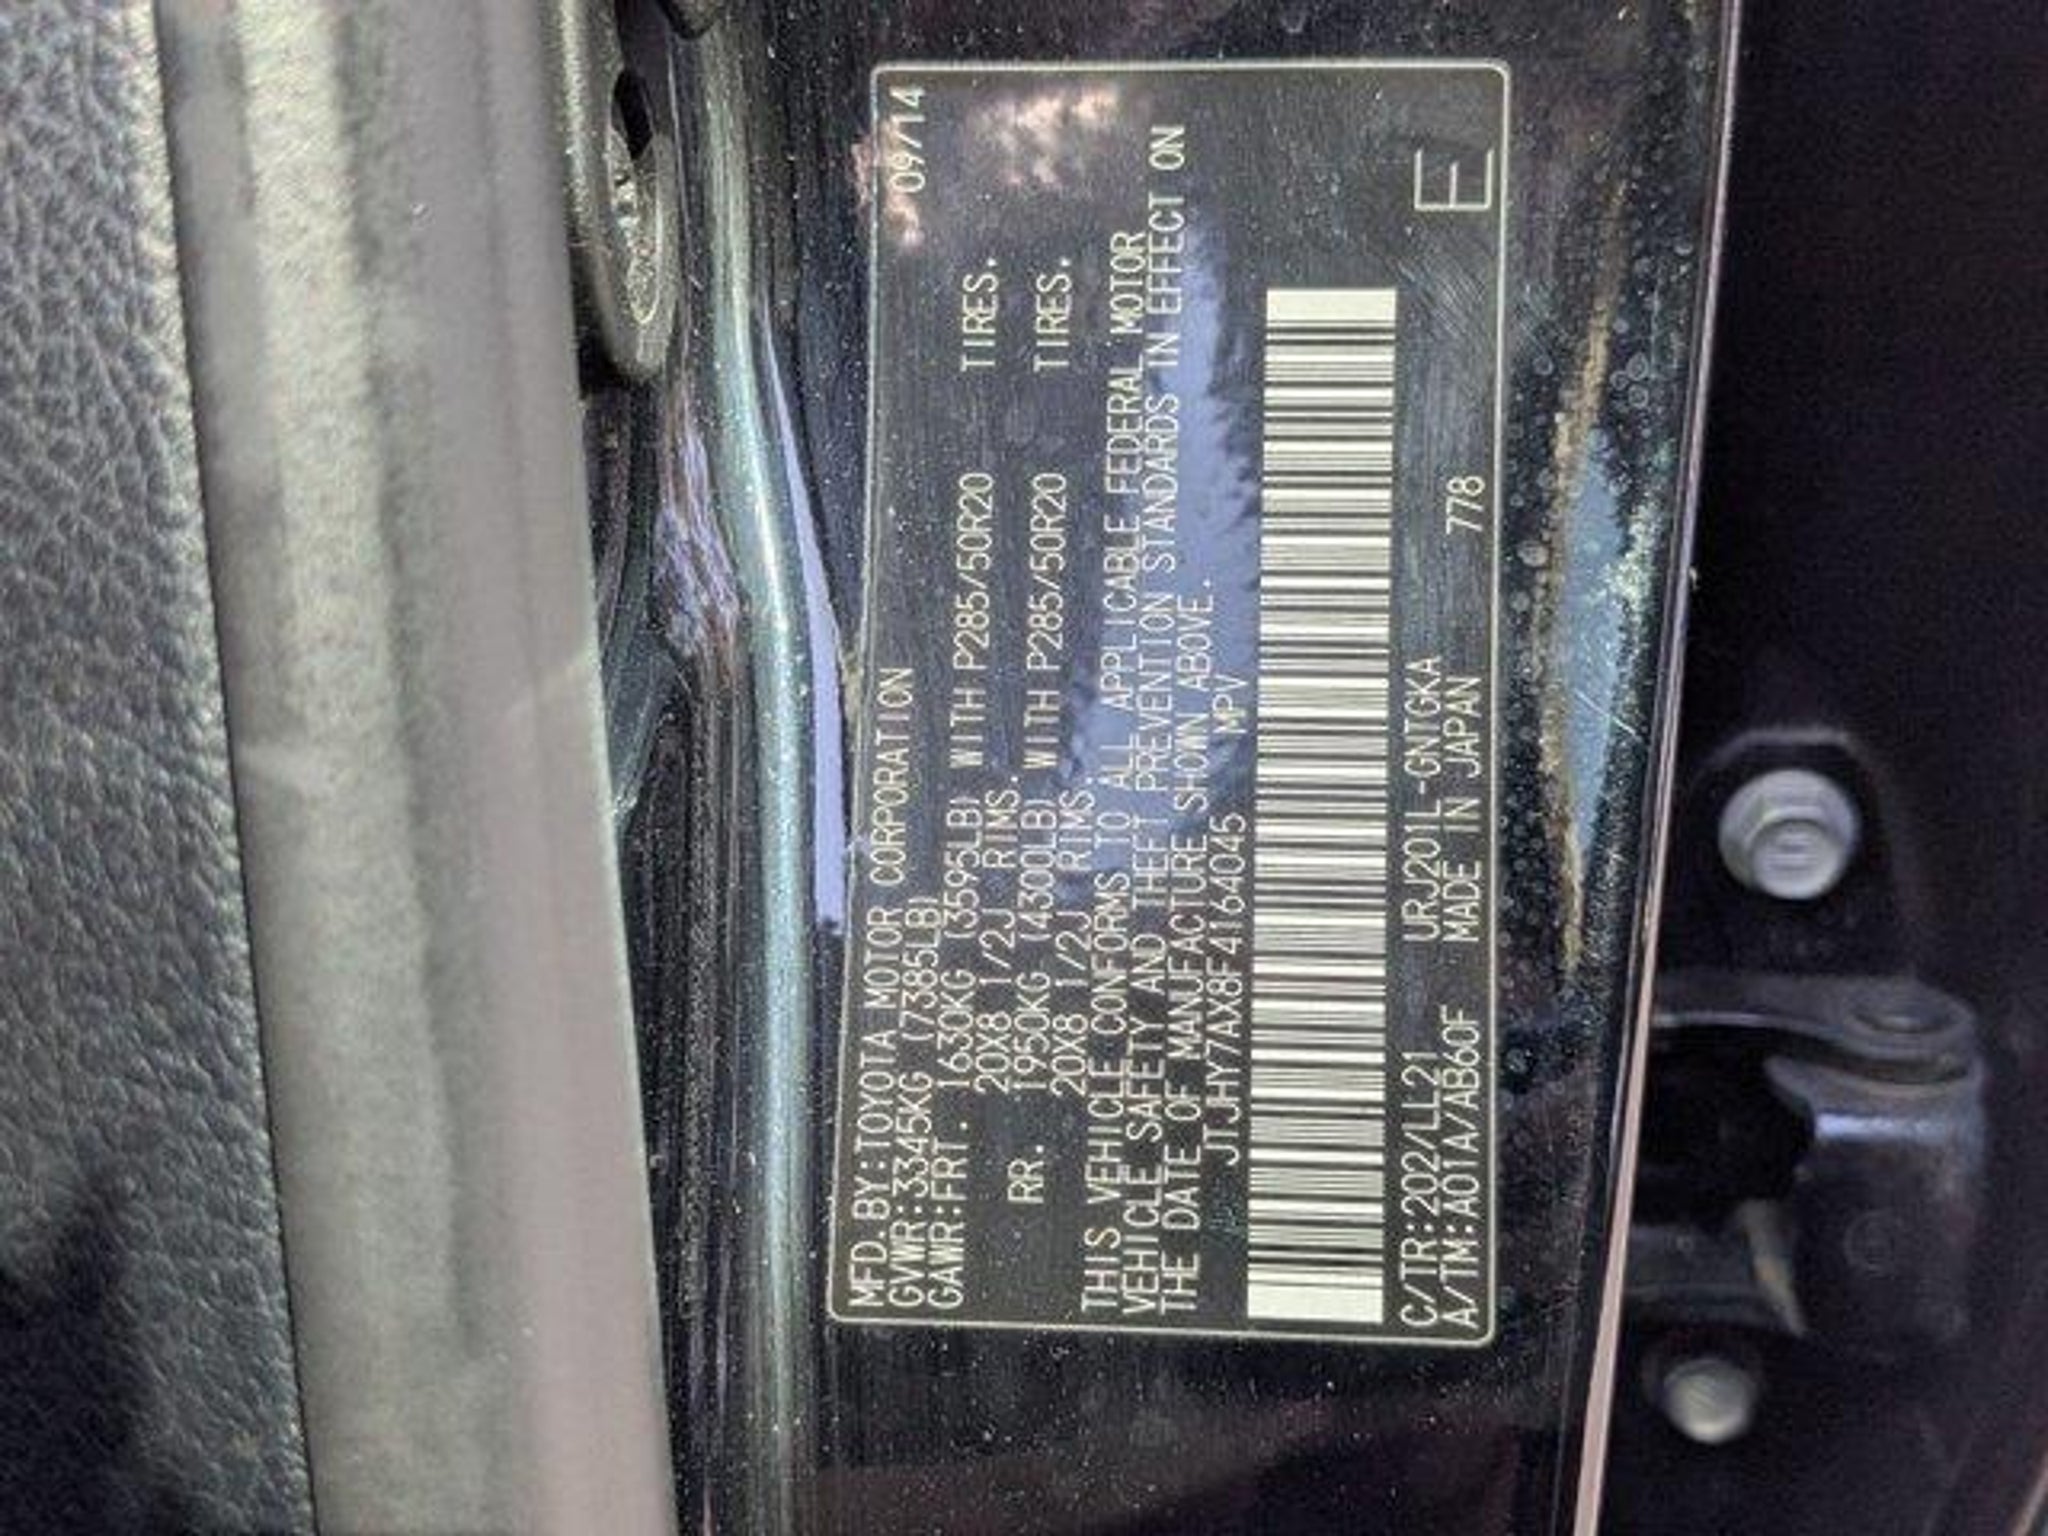 MFD.BY:TOYOTA MOTOR CORPORATION 09/14
GVWR:3345KG (7385LB)
GAWR:FRT. 1630KG (3595LB) WITH P285/50R20 TIRES.
20X8 1/2J RIMS.
RR. 1950KG (4300LB) WITH P285/50R20 TIRES.
20X8 1/2J RIMS.
THIS VEHICLE CONFORMS TO ALL APPLICABLE FEDERAL MOTOR
VEHICLE SAFETY AND THEFT PREVENTION STANDARDS IN EFFECT ON
THE DATE OF MANUFACTURE SHOWN ABOVE.
JTJHY7AX8F4164045 MPV
C/TR:202/LL21 URJ201L-GNTGKA
A/TM:A01A/AB60F MADE IN JAPAN 778 E